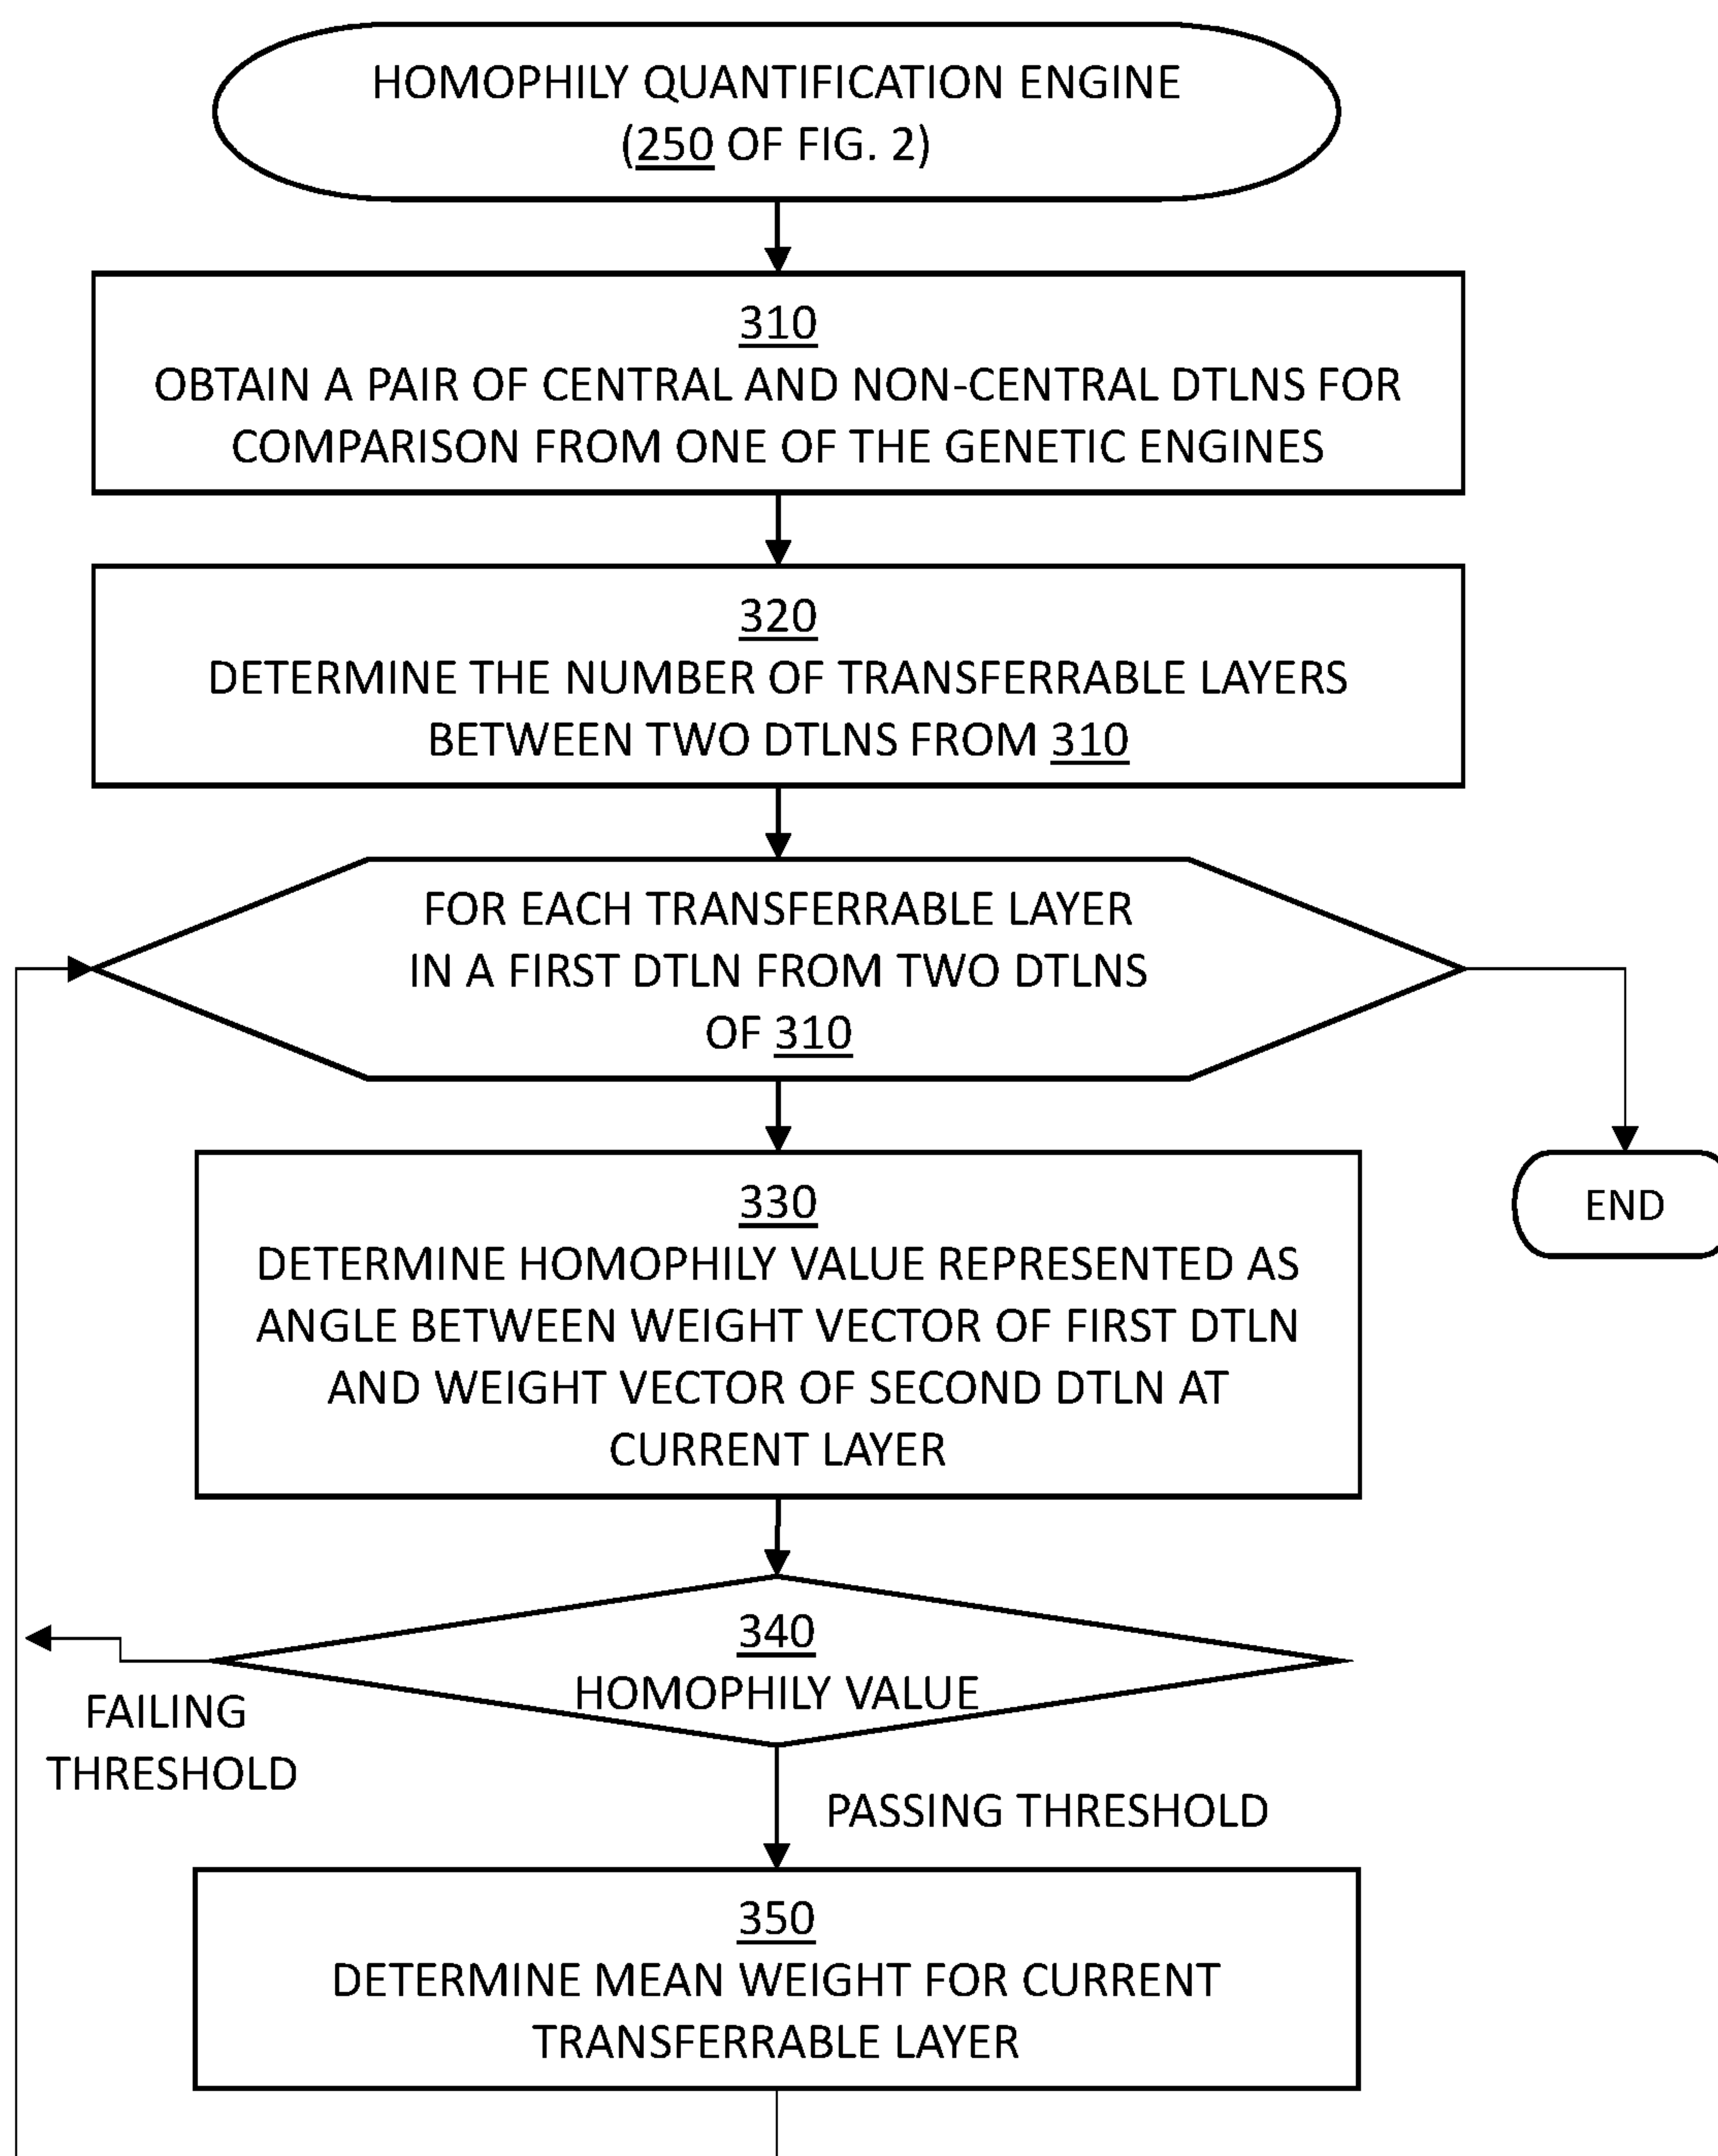 HOMOPHILY QUANTIFICATION ENGINE
(250 OF FIG. 2)
310
OBTAIN A PAIR OF CENTRAL AND NON-CENTRAL DTLNS FOR
COMPARISON FROM ONE OF THE GENETIC ENGINES
320
DETERMINE THE NUMBER OF TRANSFERRABLE LAYERS
BETWEEN TWO DTLNS FROM 310
FOR EACH TRANSFERRABLE LAYER
IN A FIRST DTLN FROM TWO DTLNS
OF 310
330
DETERMINE HOMOPHILY VALUE REPRESENTED AS
ANGLE BETWEEN WEIGHT VECTOR OF FIRST DTLN
AND WEIGHT VECTOR OF SECOND DTLN AT
CURRENT LAYER
END
340
HOMOPHILY VALUE
FAILING
THRESHOLD
PASSING THRESHOLD
350
DETERMINE MEAN WEIGHT FOR CURRENT
TRANSFERRABLE LAYER